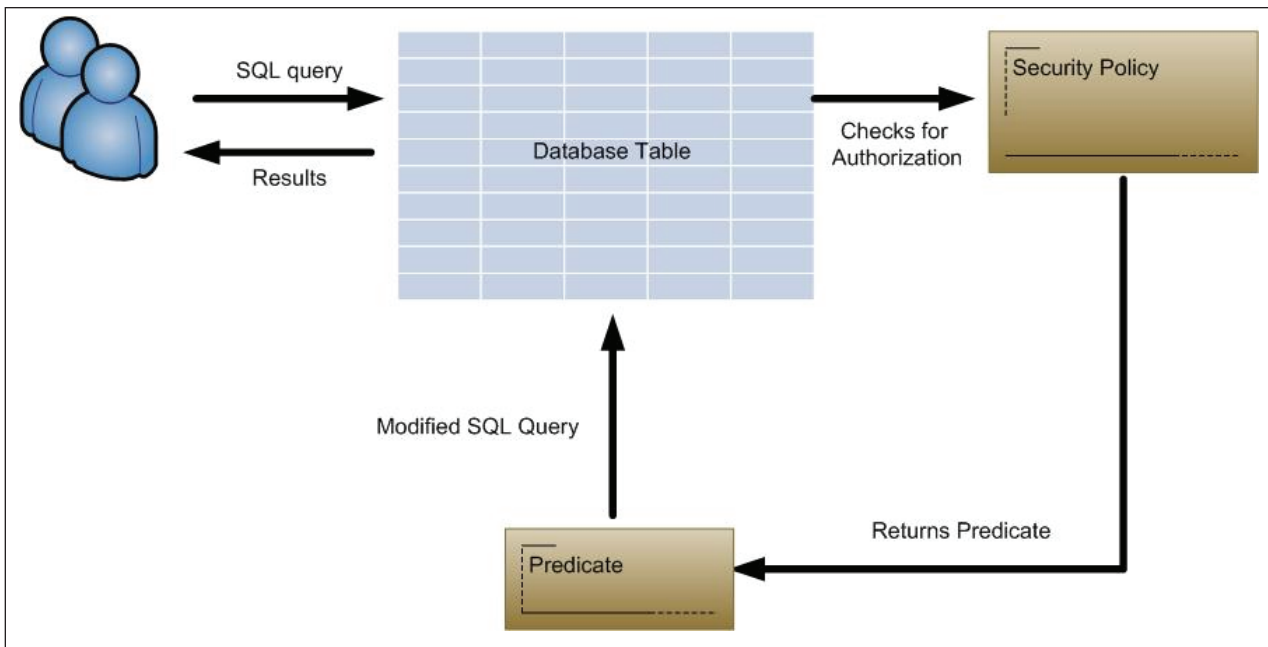 SQL query
Results
Database Table
Checks for
Authorization
Security Policy
Modified SQL Query
Returns Predicate
Predicate